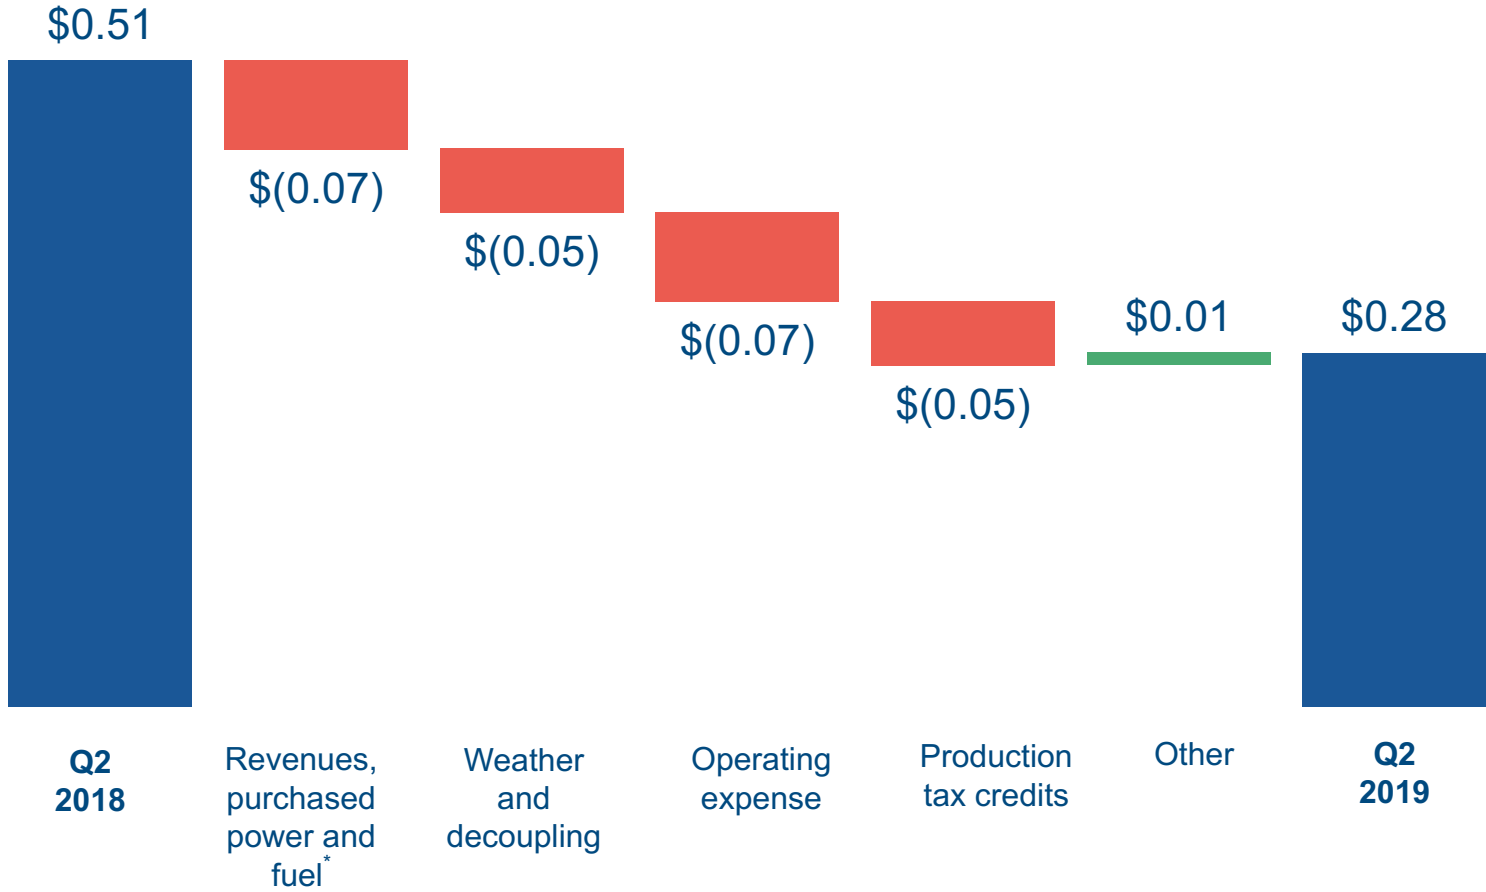 $0.51
$(0.07)
$(0.05)
$(0.07)
$(0.05)
$0.01
$0.28
Q2
2018
Revenues,
purchased
power and
fuel*
Weather
and
decoupling
Operating
expense
Production
tax credits
Other
Q2
2019